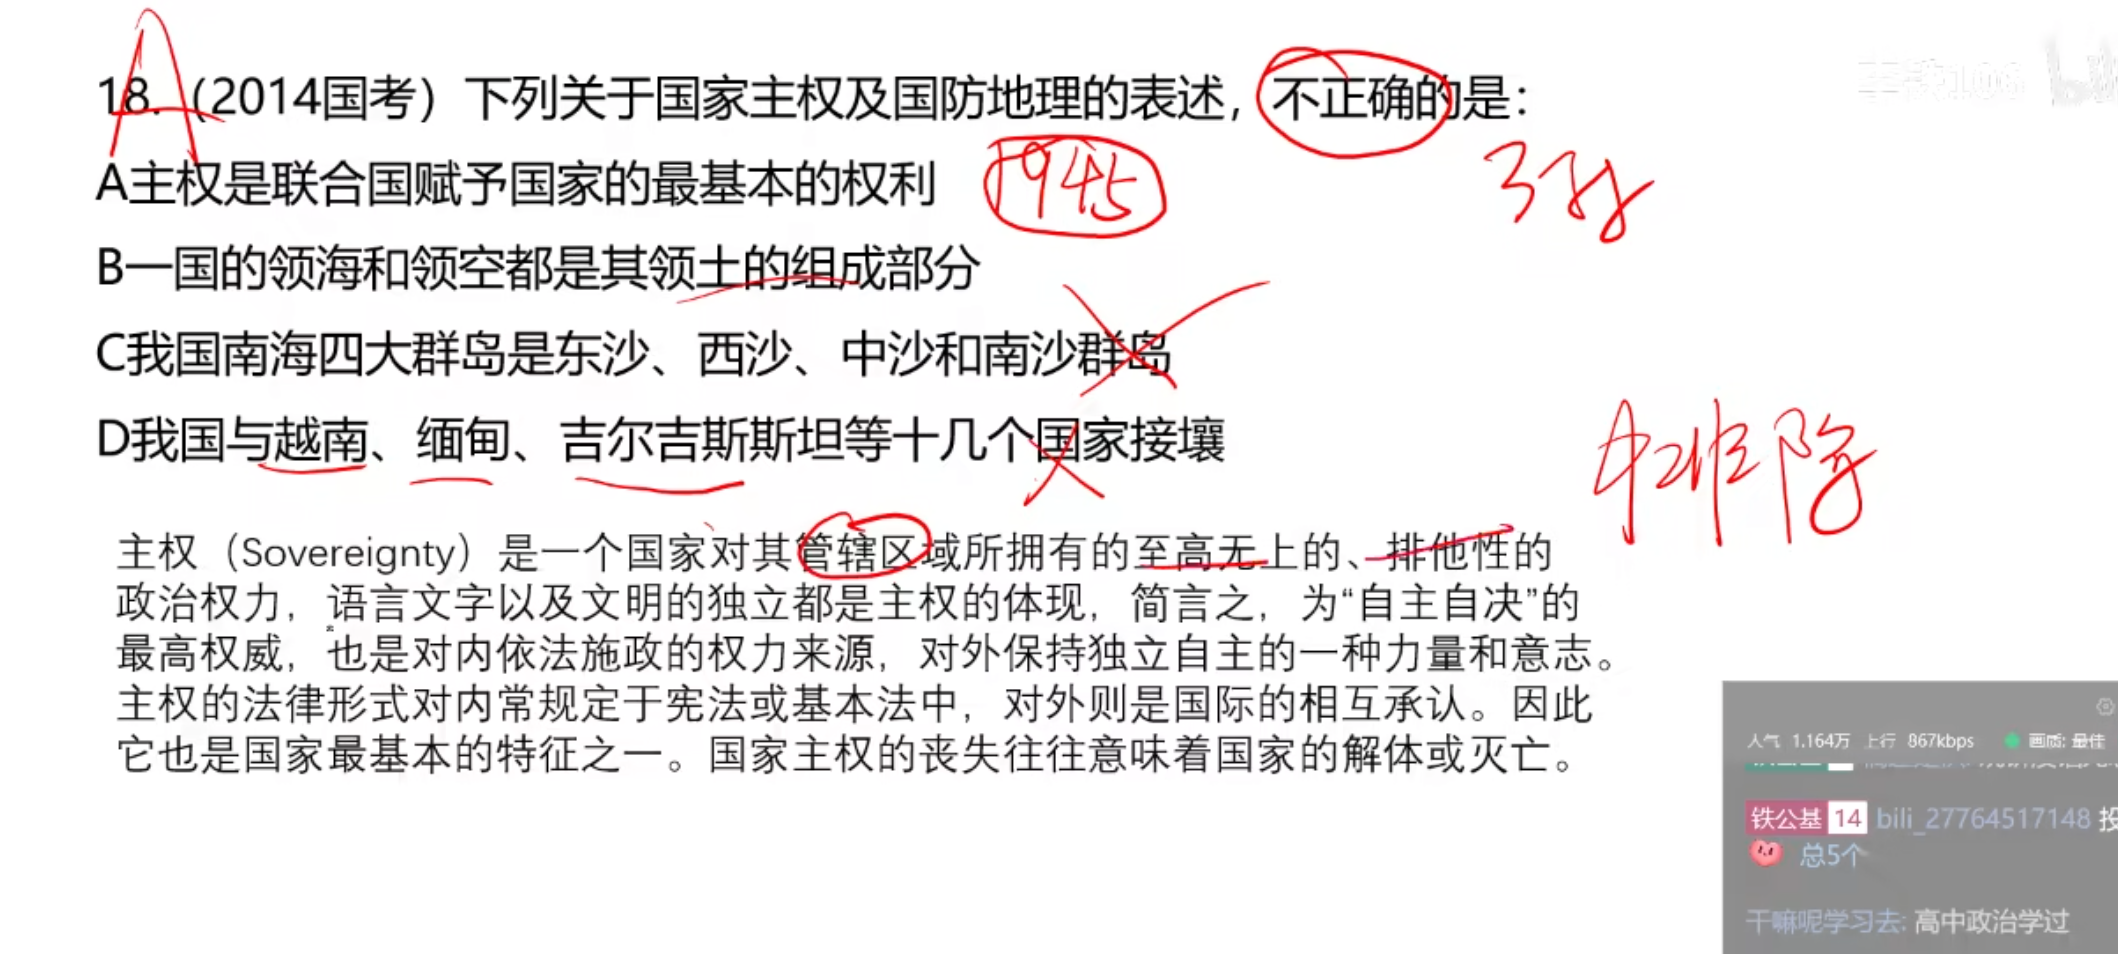 18.（2014国考）下列关于国家主权及国防地理的表述，不正确的是：
A主权是联合国赋予国家的最基本的权利
1945
B一国的领海和领空都是其领土的组成部分
C我国南海四大群岛是东沙、西沙、中沙和南沙群岛
D我国与越南、缅甸、吉尔吉斯斯坦等十几个国家接壤
排除
主权（Sovereignty）是一个国家对其管辖区域所拥有的至高无上的、排他性的
政治权力，语言文字以及文明的独立都是主权的体现，简言之，为“自主自决”的
最高权威，也是对内依法施政的权力来源，对外保持独立自主的一种力量和意志。
主权的法律形式对内常规定于宪法或基本法中，对外则是国际的相互承认。因此
它也是国家最基本的特征之一。国家主权的丧失往往意味着国家的解体或灭亡。
A
人气 1.164万 上行 867kbps 画质: 最佳
铁公基 14 bili_27764517148 投
总5个
干嘛呢学习去: 高中政治学过